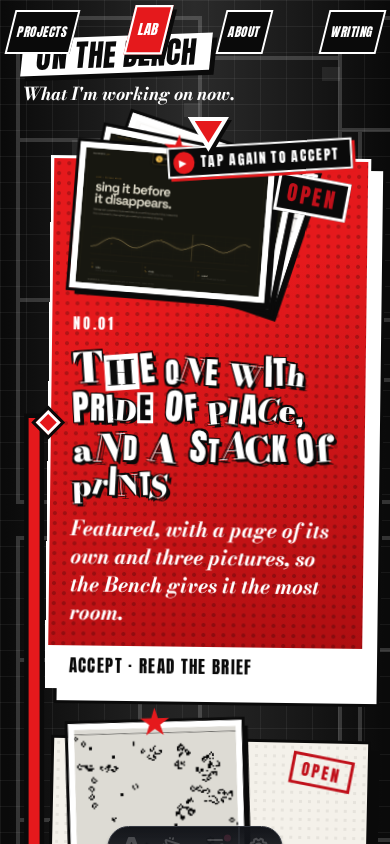 PROJECTS
LAB
ABOUT
WRITING
ON THE BENCH
What I'm working on now.
TAP AGAIN TO ACCEPT
sing it before
it disappears.
OPEN
NO.01
THE ONE WITH
PRIDE OF PLACE,
aND A STACK Of
prINTS
Featured, with a page of its
own and three pictures, so
the Bench gives it the most
room.
ACCEPT · READ THE BRIEF
OPEN